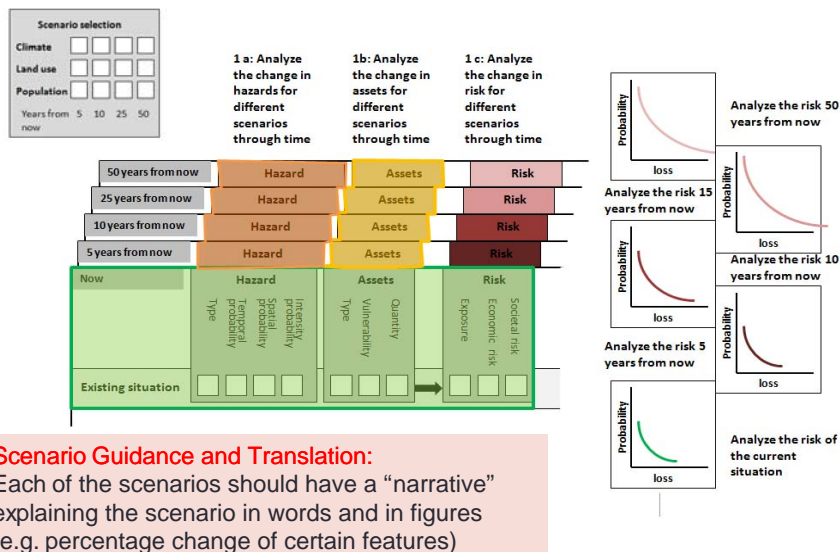 Scenario selection
Climate
Land use
Population
Years from 5 10 25 50
now
1 a: Analyze
the change in
hazards for
different
scenarios
through time
1b: Analyze
the change in
assets for
different
scenarios
through time
1 c: Analyze
the change in
risk for
different
scenarios
through time
50 years from now Hazard Assets Risk
25 years from now Hazard Assets Risk
10 years from now Hazard Assets Risk
5 years from now Hazard Assets Risk
Now Hazard Assets Risk
Type
Temporal
probability
Spatial
probability
Intensity
probability
Type
Vulnerability
Quantity
Exposure
Economic risk
Societal risk
Existing situation
Probability
loss
Analyze the risk 50
years from now
Probability
loss
Analyze the risk 15
years from now
Probability
loss
Analyze the risk 10
years from now
Probability
loss
Analyze the risk 5
years from now
Probability
loss
Analyze the risk of
the current
situation
Scenario Guidance and Translation:
Each of the scenarios should have a “narrative”
explaining the scenario in words and in figures
e.g. percentage change of certain features)